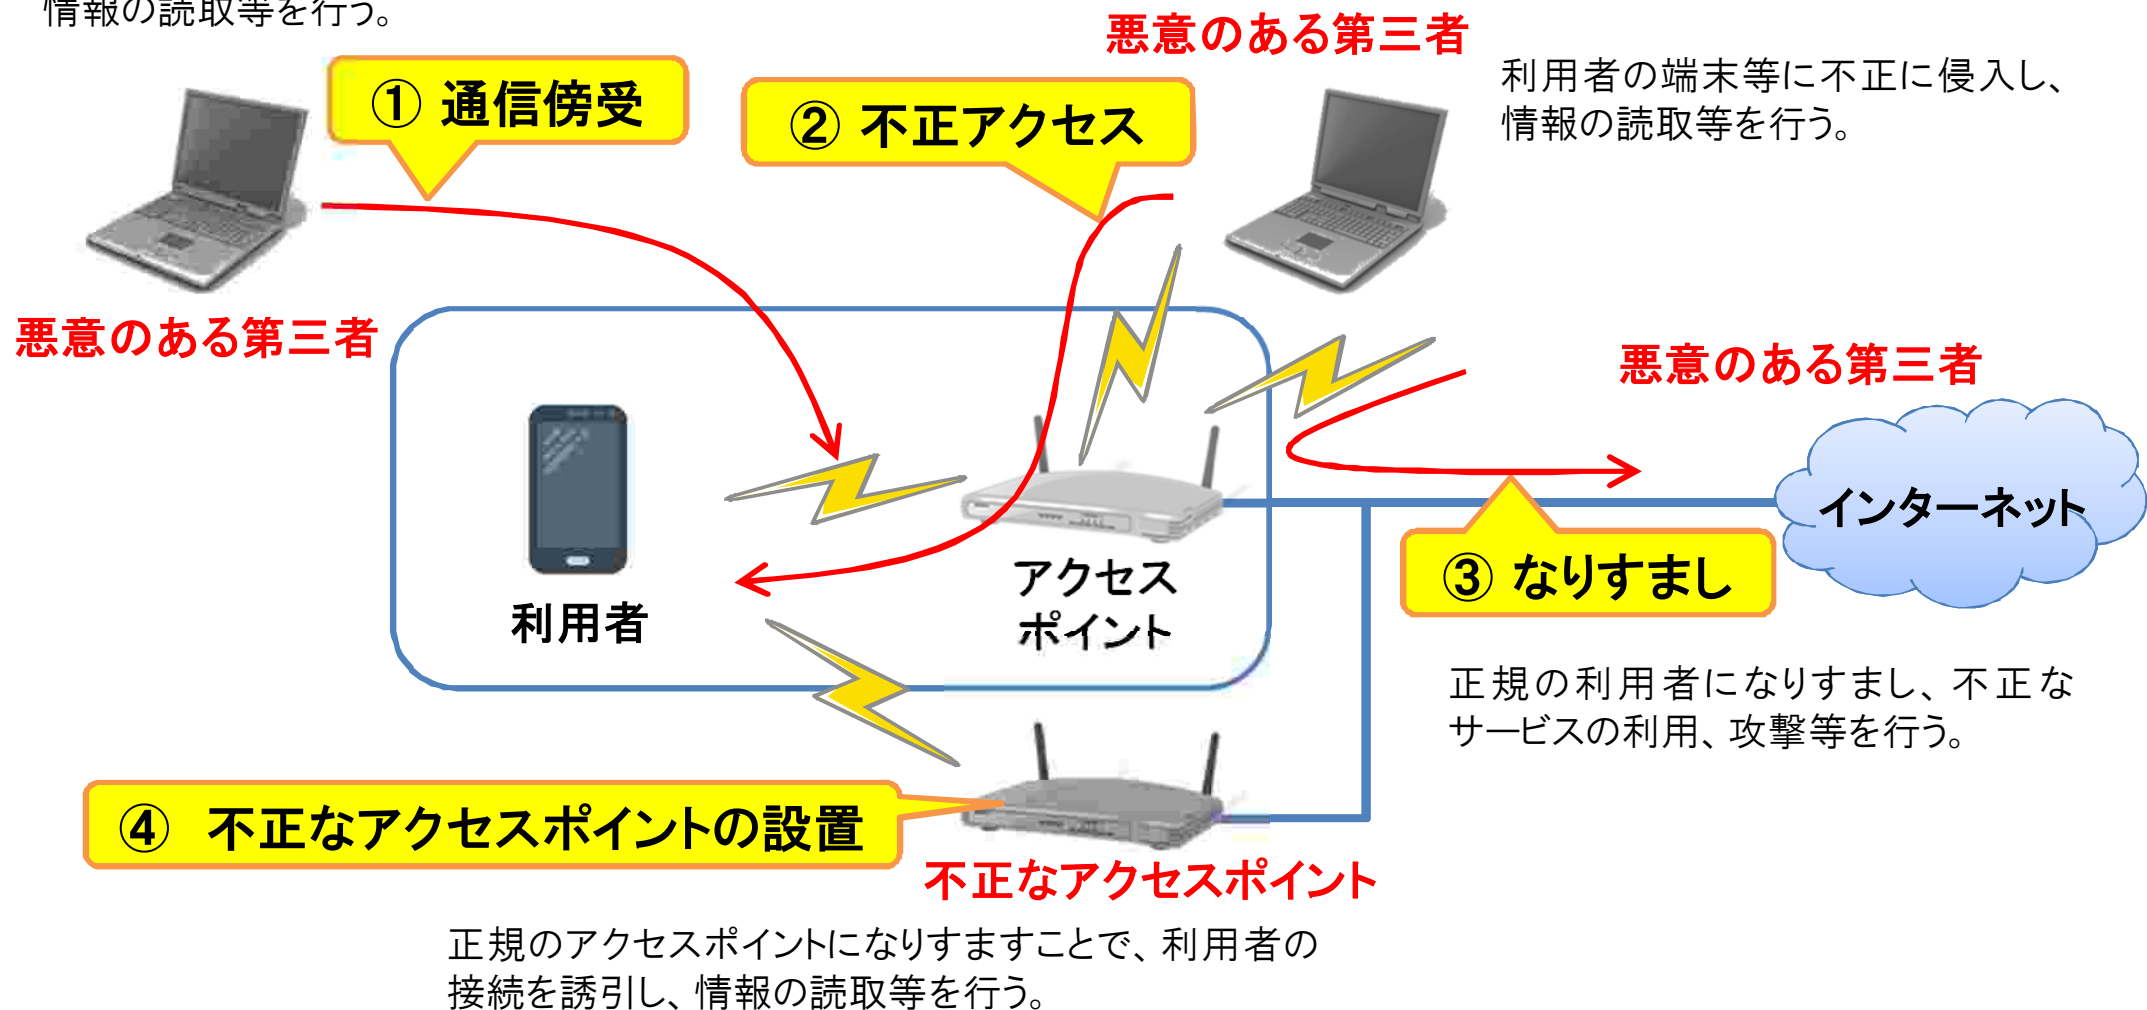 情報の読取等を行う。
① 通信傍受
悪意のある第三者
② 不正アクセス
悪意のある第三者
利用者の端末等に不正に侵入し、
情報の読取等を行う。
利用者
アクセス
ポイント
悪意のある第三者
インターネット
③ なりすまし
正規の利用者になりすまし、不正な
サービスの利用、攻撃等を行う。
④ 不正なアクセスポイントの設置
不正なアクセスポイント
正規のアクセスポイントになりすますことで、利用者の
接続を誘引し、情報の読取等を行う。